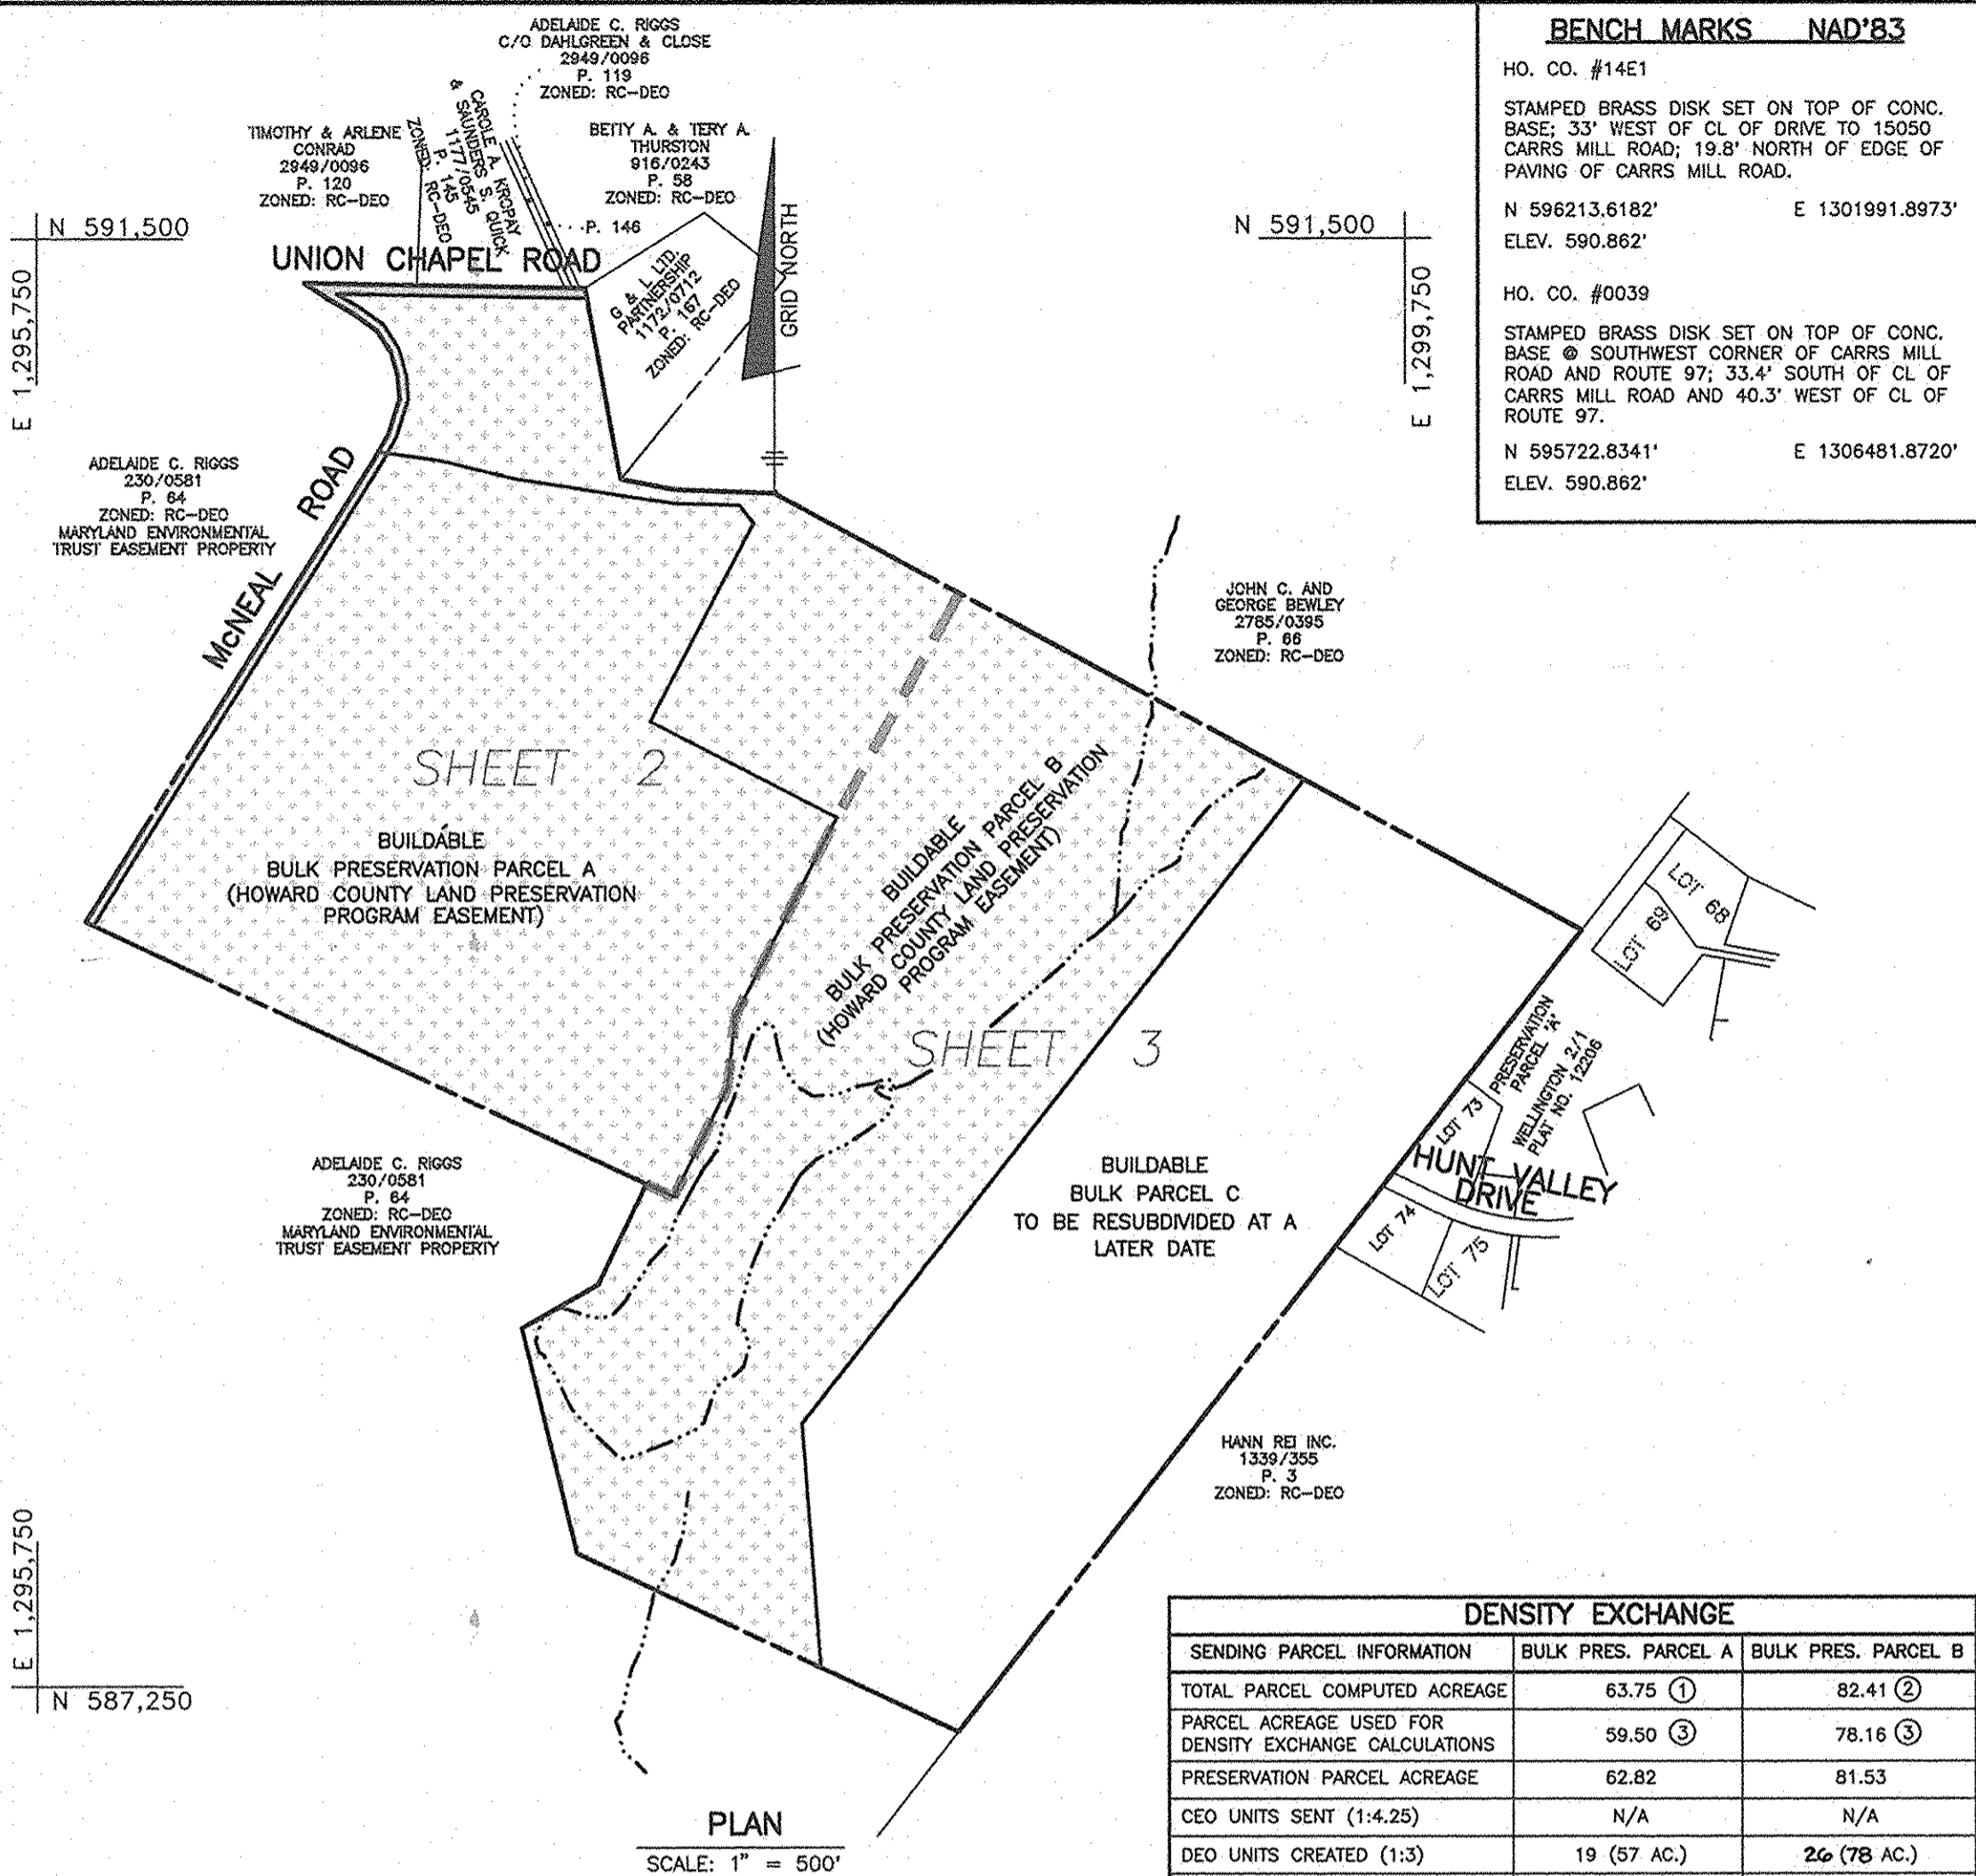 ADELAIDE C. RIGGS
C/O DAHLGREEN & CLOSE
2949/0096
P. 119
ZONED: RC-DEO
TIMOTHY & ARLENE
CONRAD
2949/0096
P. 120
ZONED: RC-DEO
CAROLE A. KROPAY
& SAUNDERS S. QUICK
1177/0545
P. 145
ZONED: RC-DEO
BETTY A. & TERY A.
THURSTON
916/0243
P. 58
ZONED: RC-DEO
P. 146
G & L LTD.
PARTNERSHIP
1172/0712
P. 167
ZONED: RC-DEO
GRID NORTH
N 591,500
E 1,295,750
UNION CHAPEL ROAD
N 591,500
E 1,299,750
BENCH MARKS NAD'83
HO. CO. #14E1
STAMPED BRASS DISK SET ON TOP OF CONC.
BASE; 33' WEST OF CL OF DRIVE TO 15050
CARRS MILL ROAD; 19.8' NORTH OF EDGE OF
PAVING OF CARRS MILL ROAD.
N 596213.6182' E 1301991.8973'
ELEV. 590.862'
HO. CO. #0039
STAMPED BRASS DISK SET ON TOP OF CONC.
BASE @ SOUTHWEST CORNER OF CARRS MILL
ROAD AND ROUTE 97; 33.4' SOUTH OF CL OF
CARRS MILL ROAD AND 40.3' WEST OF CL OF
ROUTE 97.
N 595722.8341' E 1306481.8720'
ELEV. 590.862'
ADELAIDE C. RIGGS
230/0581
P. 64
ZONED: RC-DEO
MARYLAND ENVIRONMENTAL
TRUST EASEMENT PROPERTY
McNEAL ROAD
JOHN C. AND
GEORGE BEWLEY
2785/0395
P. 66
ZONED: RC-DEO
SHEET 2
BUILDABLE
BULK PRESERVATION PARCEL A
(HOWARD COUNTY LAND PRESERVATION
PROGRAM EASEMENT)
BUILDABLE
BULK PRESERVATION PARCEL B
(HOWARD COUNTY LAND PRESERVATION
PROGRAM EASEMENT)
SHEET 3
LOT 68
LOT 69
PRESERVATION
PARCEL 'A'
WELLINGTON 2/1
PLAT NO. 12206
LOT 73
HUNT VALLEY
DRIVE
LOT 74
LOT 75
ADELAIDE C. RIGGS
230/0581
P. 64
ZONED: RC-DEO
MARYLAND ENVIRONMENTAL
TRUST EASEMENT PROPERTY
BUILDABLE
BULK PARCEL C
TO BE RESUBDIVIDED AT A
LATER DATE
HANN REI INC.
1339/355
P. 3
ZONED: RC-DEO
E 1,295,750
N 587,250
PLAN
SCALE: 1" = 500'
DENSITY EXCHANGE
SENDING PARCEL INFORMATION BULK PRES. PARCEL A BULK PRES. PARCEL B
TOTAL PARCEL COMPUTED ACREAGE 63.75 ① 82.41 ②
PARCEL ACREAGE USED FOR
DENSITY EXCHANGE CALCULATIONS 59.50 ③ 78.16 ③
PRESERVATION PARCEL ACREAGE 62.82 81.53
CEO UNITS SENT (1:4.25) N/A N/A
DEO UNITS CREATED (1:3) 19 (57 AC.) 26 (78 AC.)